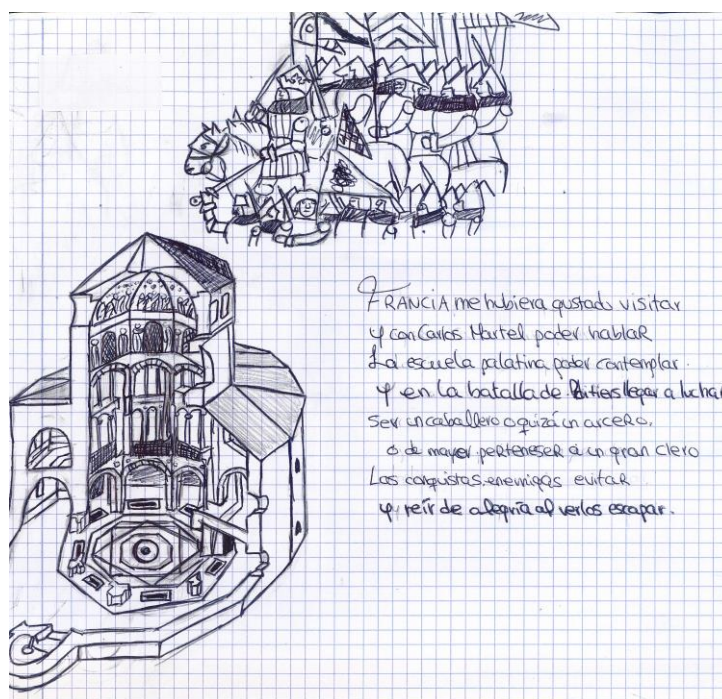 FRANCIA me hubiera gustado visitar
y con Carlos Martel poder hablar
La escuela palatina poder contemplar.
y en la batalla de Poitiers llegar a luchar
Ser un caballero o quizá un arcero,
o de mayor perteneser a un gran clero
Las conquistas enemigas evitar
y reír de alegría al verlos escapar.